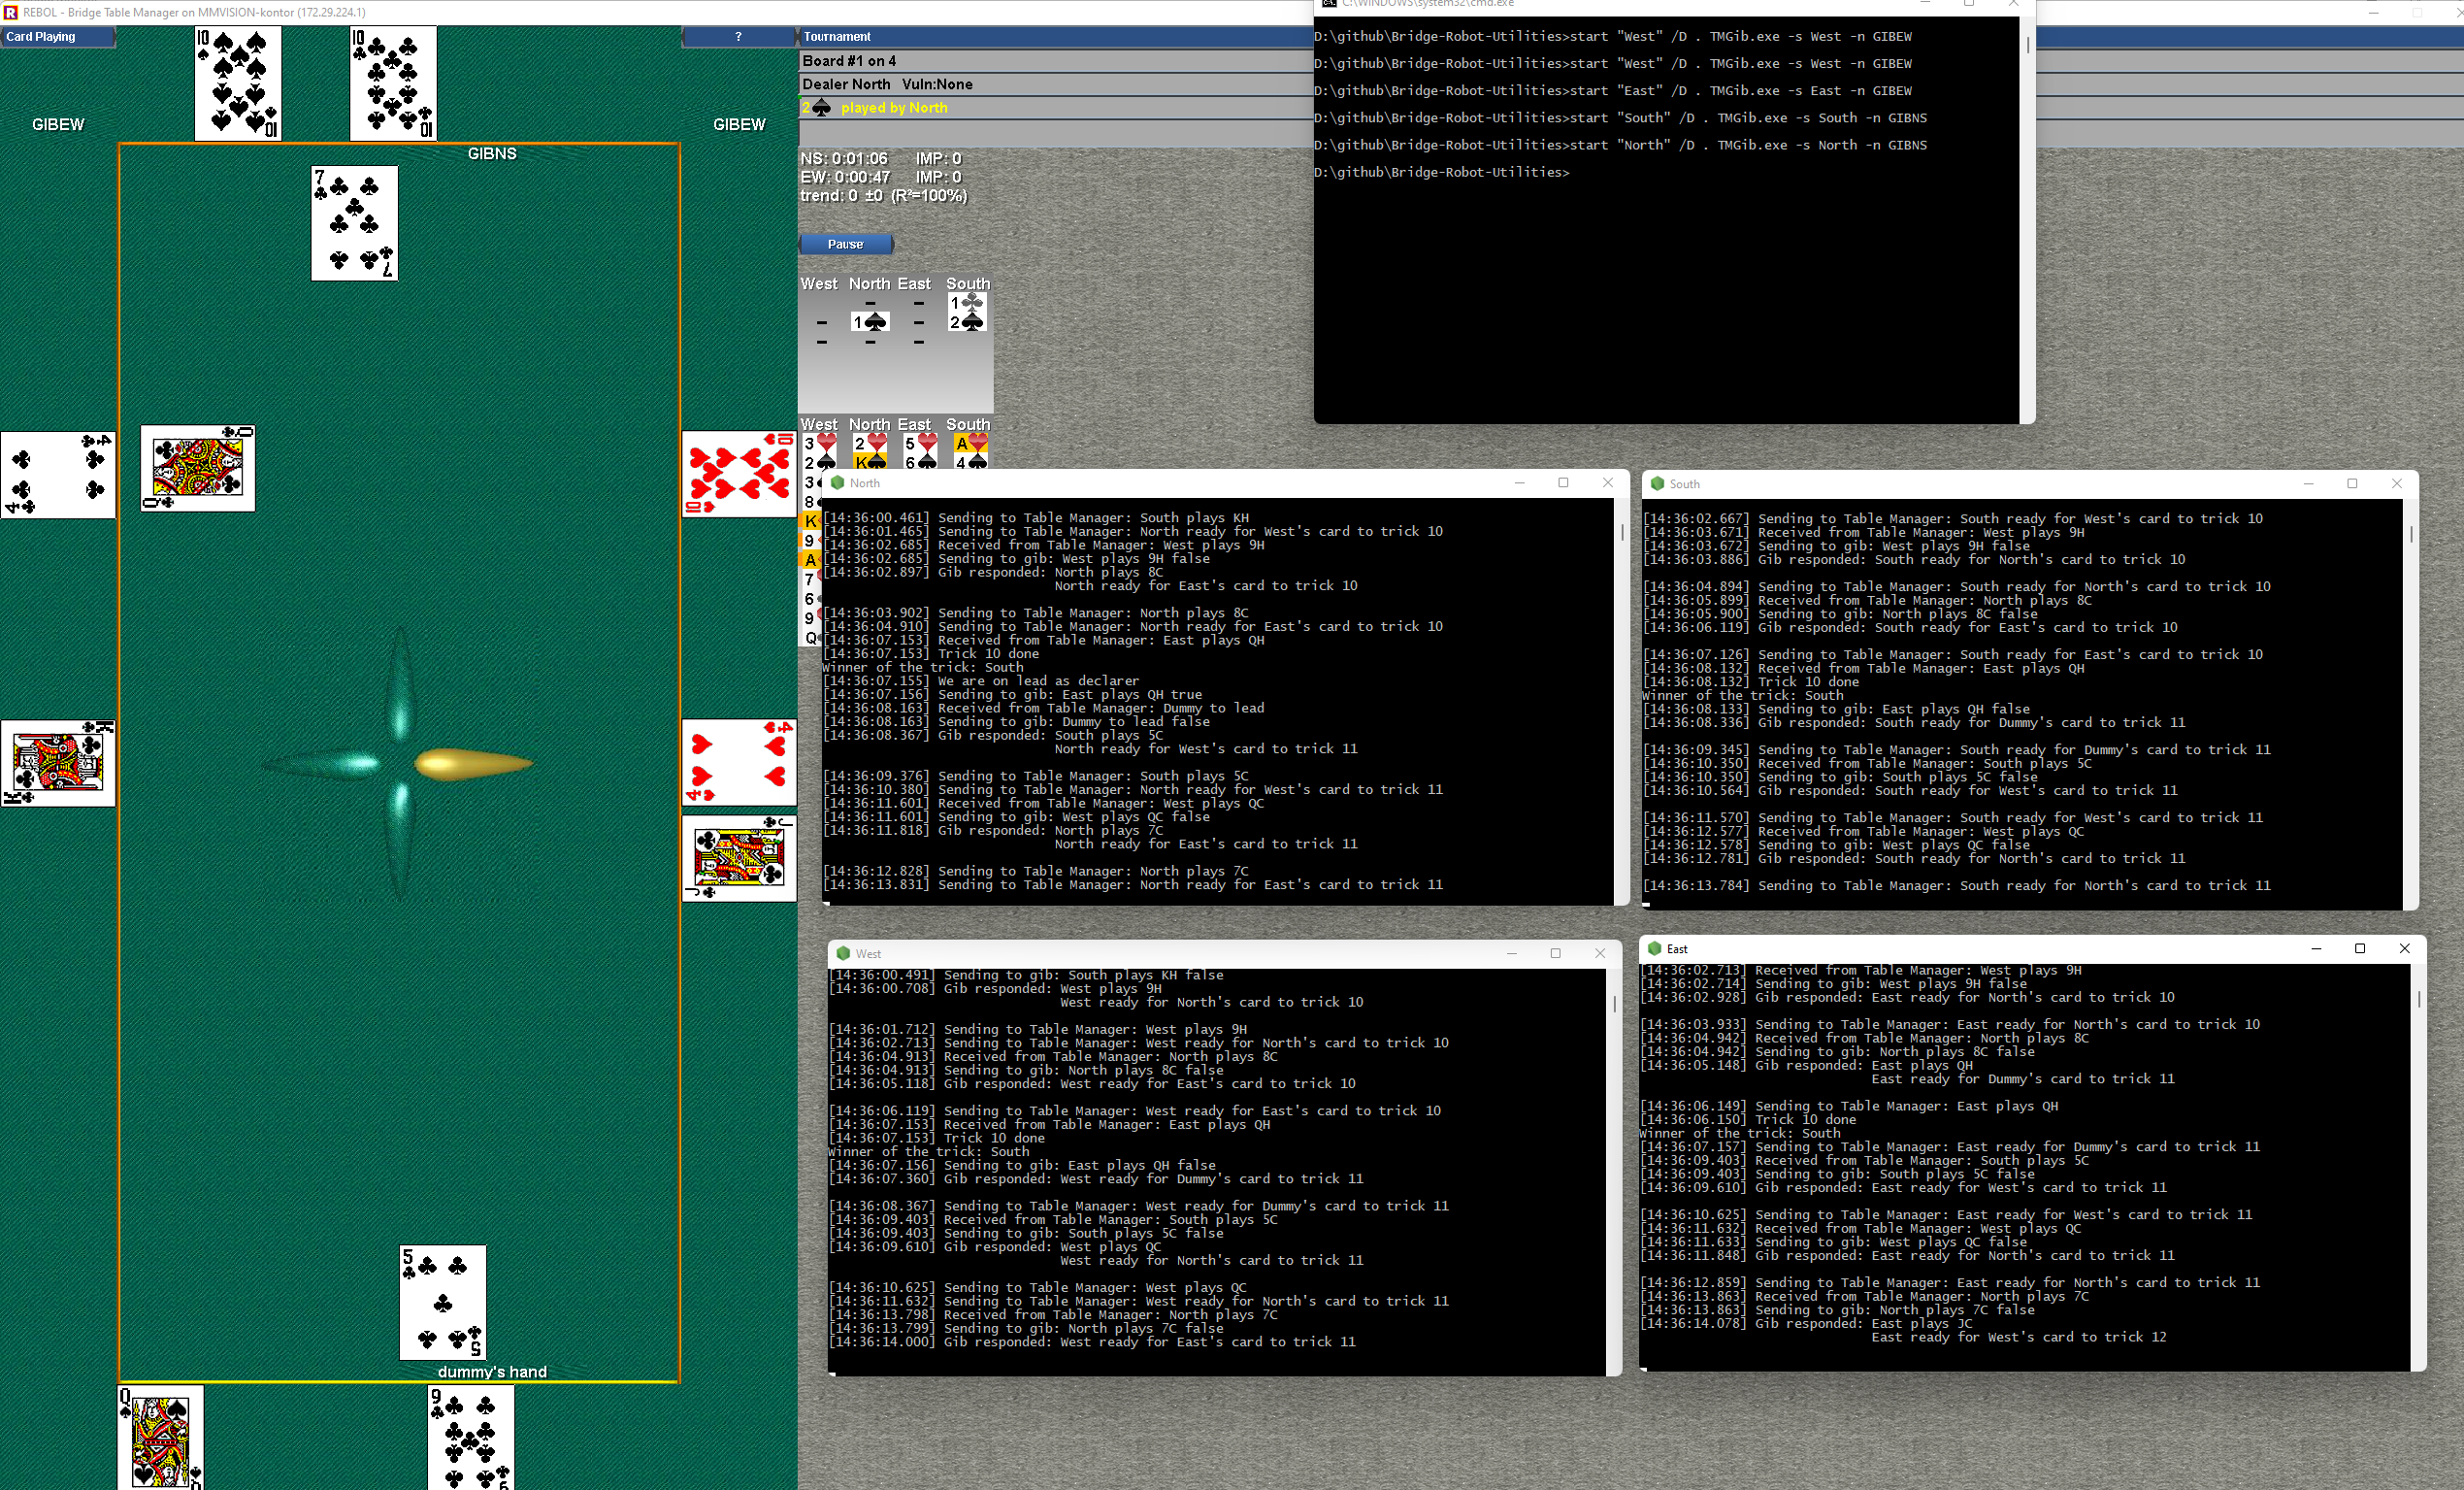 REBOL - Bridge Table Manager on MMVISION-kontor (172.29.224.1)
Card Playing
?
Tournament
Board #1 on 4
Dealer North Vuln:None
2♠ played by North
GIBEW
GIBEW
GIBNS
NS: 0:01:06 IMP: 0
EW: 0:00:47 IMP: 0
trend: 0 ±0 (R²=100%)
Pause
West North East South
– – 1♣
– 1♠ – 2♠
– – –
West North East South
3♥ 2♥ 5♥ A♥
2♠ K♠ 6♠ 4♠
3
8
K
9
A
7
6
9
Q
10
10
7
4
Q
K
10
4
J
5
dummy's hand
Q
9
C:\WINDOWS\system32\cmd.exe
D:\github\Bridge-Robot-Utilities>start "West" /D . TMGib.exe -s West -n GIBEW
D:\github\Bridge-Robot-Utilities>start "West" /D . TMGib.exe -s West -n GIBEW
D:\github\Bridge-Robot-Utilities>start "East" /D . TMGib.exe -s East -n GIBEW
D:\github\Bridge-Robot-Utilities>start "South" /D . TMGib.exe -s South -n GIBNS
D:\github\Bridge-Robot-Utilities>start "North" /D . TMGib.exe -s North -n GIBNS
D:\github\Bridge-Robot-Utilities>
North
[14:36:00.461] Sending to Table Manager: South plays KH
[14:36:01.465] Sending to Table Manager: North ready for West's card to trick 10
[14:36:02.685] Received from Table Manager: West plays 9H
[14:36:02.685] Sending to gib: West plays 9H false
[14:36:02.897] Gib responded: North plays 8C
North ready for East's card to trick 10
[14:36:03.902] Sending to Table Manager: North plays 8C
[14:36:04.910] Sending to Table Manager: North ready for East's card to trick 10
[14:36:07.153] Received from Table Manager: East plays QH
[14:36:07.153] Trick 10 done
Winner of the trick: South
[14:36:07.155] We are on lead as declarer
[14:36:07.156] Sending to gib: East plays QH true
[14:36:08.163] Received from Table Manager: Dummy to lead
[14:36:08.163] Sending to gib: Dummy to lead false
[14:36:08.367] Gib responded: South plays 5C
North ready for West's card to trick 11
[14:36:09.376] Sending to Table Manager: South plays 5C
[14:36:10.380] Sending to Table Manager: North ready for West's card to trick 11
[14:36:11.601] Received from Table Manager: West plays QC
[14:36:11.601] Sending to gib: West plays QC false
[14:36:11.818] Gib responded: North plays 7C
North ready for East's card to trick 11
[14:36:12.828] Sending to Table Manager: North plays 7C
[14:36:13.831] Sending to Table Manager: North ready for East's card to trick 11
South
[14:36:02.667] Sending to Table Manager: South ready for West's card to trick 10
[14:36:03.671] Received from Table Manager: West plays 9H
[14:36:03.672] Sending to gib: West plays 9H false
[14:36:03.886] Gib responded: South ready for North's card to trick 10
[14:36:04.894] Sending to Table Manager: South ready for North's card to trick 10
[14:36:05.899] Received from Table Manager: North plays 8C
[14:36:05.900] Sending to gib: North plays 8C false
[14:36:06.119] Gib responded: South ready for East's card to trick 10
[14:36:07.126] Sending to Table Manager: South ready for East's card to trick 10
[14:36:08.132] Received from Table Manager: East plays QH
[14:36:08.132] Trick 10 done
Winner of the trick: South
[14:36:08.133] Sending to gib: East plays QH false
[14:36:08.336] Gib responded: South ready for Dummy's card to trick 11
[14:36:09.345] Sending to Table Manager: South ready for Dummy's card to trick 11
[14:36:10.350] Received from Table Manager: South plays 5C
[14:36:10.350] Sending to gib: South plays 5C false
[14:36:10.564] Gib responded: South ready for West's card to trick 11
[14:36:11.570] Sending to Table Manager: South ready for West's card to trick 11
[14:36:12.577] Received from Table Manager: West plays QC
[14:36:12.578] Sending to gib: West plays QC false
[14:36:12.781] Gib responded: South ready for North's card to trick 11
[14:36:13.784] Sending to Table Manager: South ready for North's card to trick 11
West
[14:36:00.491] Sending to gib: South plays KH false
[14:36:00.708] Gib responded: West plays 9H
West ready for North's card to trick 10
[14:36:01.712] Sending to Table Manager: West plays 9H
[14:36:02.713] Sending to Table Manager: West ready for North's card to trick 10
[14:36:04.913] Received from Table Manager: North plays 8C
[14:36:04.913] Sending to gib: North plays 8C false
[14:36:05.118] Gib responded: West ready for East's card to trick 10
[14:36:06.119] Sending to Table Manager: West ready for East's card to trick 10
[14:36:07.153] Received from Table Manager: East plays QH
[14:36:07.153] Trick 10 done
Winner of the trick: South
[14:36:07.156] Sending to gib: East plays QH false
[14:36:07.360] Gib responded: West ready for Dummy's card to trick 11
[14:36:08.367] Sending to Table Manager: West ready for Dummy's card to trick 11
[14:36:09.403] Received from Table Manager: South plays 5C
[14:36:09.403] Sending to gib: South plays 5C false
[14:36:09.610] Gib responded: West plays QC
West ready for North's card to trick 11
[14:36:10.625] Sending to Table Manager: West plays QC
[14:36:11.632] Sending to Table Manager: West ready for North's card to trick 11
[14:36:13.798] Received from Table Manager: North plays 7C
[14:36:13.799] Sending to gib: North plays 7C false
[14:36:14.000] Gib responded: West ready for East's card to trick 11
East
[14:36:02.713] Received from Table Manager: West plays 9H
[14:36:02.714] Sending to gib: West plays 9H false
[14:36:02.928] Gib responded: East ready for North's card to trick 10
[14:36:03.933] Sending to Table Manager: East ready for North's card to trick 10
[14:36:04.942] Received from Table Manager: North plays 8C
[14:36:04.942] Sending to gib: North plays 8C false
[14:36:05.148] Gib responded: East plays QH
East ready for Dummy's card to trick 11
[14:36:06.149] Sending to Table Manager: East plays QH
[14:36:06.150] Trick 10 done
Winner of the trick: South
[14:36:07.157] Sending to Table Manager: East ready for Dummy's card to trick 11
[14:36:09.403] Received from Table Manager: South plays 5C
[14:36:09.403] Sending to gib: South plays 5C false
[14:36:09.610] Gib responded: East ready for West's card to trick 11
[14:36:10.625] Sending to Table Manager: East ready for West's card to trick 11
[14:36:11.632] Received from Table Manager: West plays QC
[14:36:11.633] Sending to gib: West plays QC false
[14:36:11.848] Gib responded: East ready for North's card to trick 11
[14:36:12.859] Sending to Table Manager: East ready for North's card to trick 11
[14:36:13.863] Received from Table Manager: North plays 7C
[14:36:13.863] Sending to gib: North plays 7C false
[14:36:14.078] Gib responded: East plays JC
East ready for West's card to trick 12